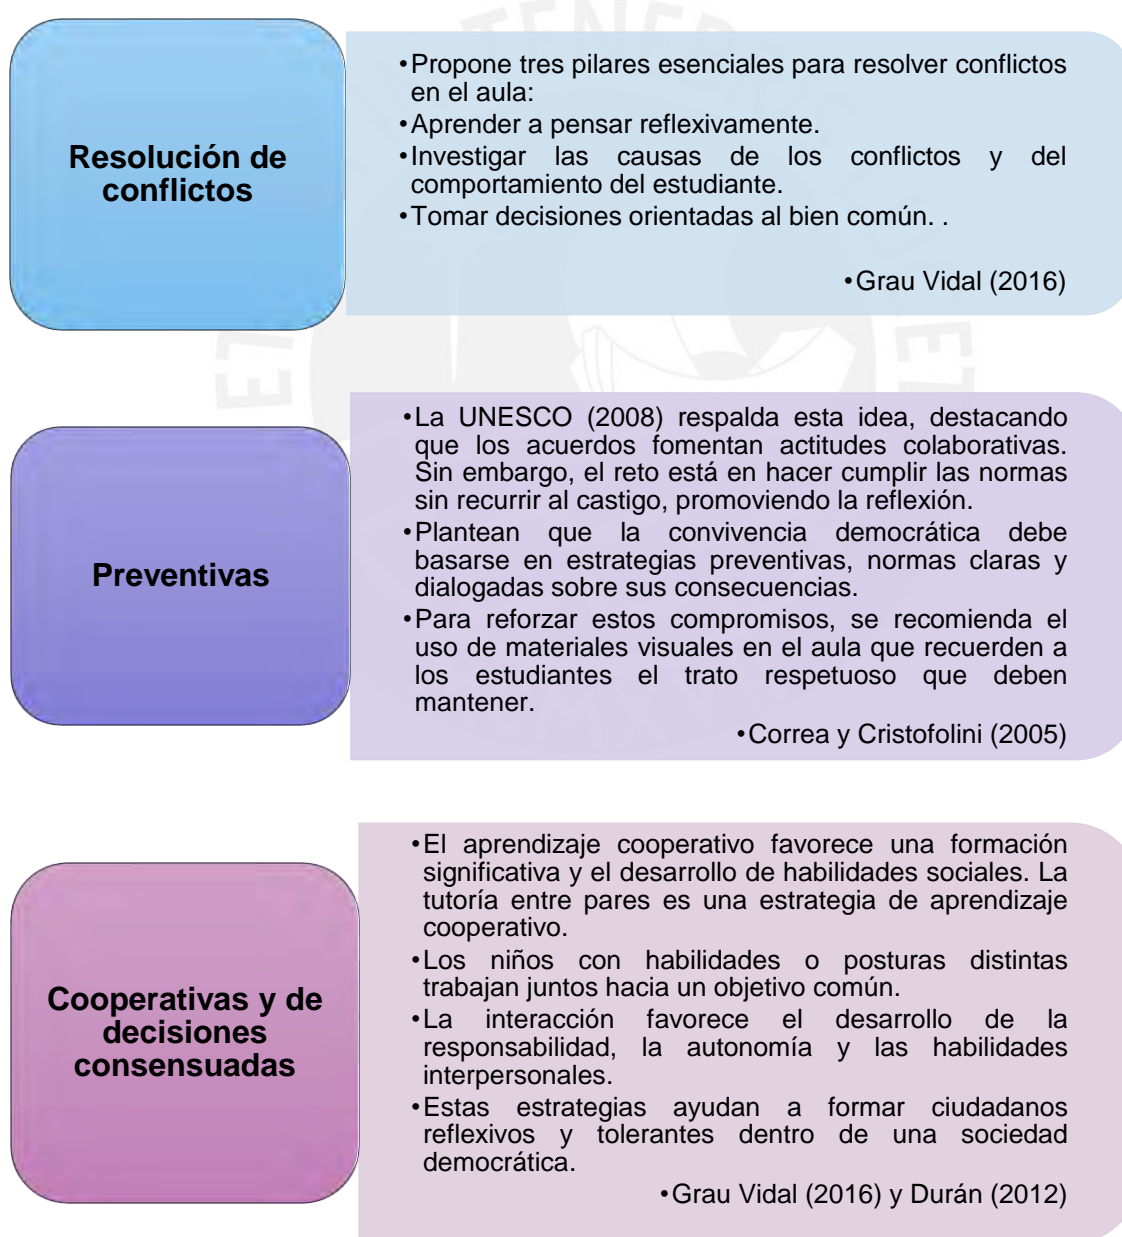 Resolución de
conflictos
•Propone tres pilares esenciales para resolver conflictos
en el aula:
•Aprender a pensar reflexivamente.
•Investigar las causas de los conflictos y del
comportamiento del estudiante.
•Tomar decisiones orientadas al bien común. .
•Grau Vidal (2016)
Preventivas
•La UNESCO (2008) respalda esta idea, destacando
que los acuerdos fomentan actitudes colaborativas.
Sin embargo, el reto está en hacer cumplir las normas
sin recurrir al castigo, promoviendo la reflexión.
•Plantean que la convivencia democrática debe
basarse en estrategias preventivas, normas claras y
dialogadas sobre sus consecuencias.
•Para reforzar estos compromisos, se recomienda el
uso de materiales visuales en el aula que recuerden a
los estudiantes el trato respetuoso que deben
mantener.
•Correa y Cristofolini (2005)
Cooperativas y de
decisiones
consensuadas
•El aprendizaje cooperativo favorece una formación
significativa y el desarrollo de habilidades sociales. La
tutoría entre pares es una estrategia de aprendizaje
cooperativo.
•Los niños con habilidades o posturas distintas
trabajan juntos hacia un objetivo común.
•La interacción favorece el desarrollo de la
responsabilidad, la autonomía y las habilidades
interpersonales.
•Estas estrategias ayudan a formar ciudadanos
reflexivos y tolerantes dentro de una sociedad
democrática.
•Grau Vidal (2016) y Durán (2012)